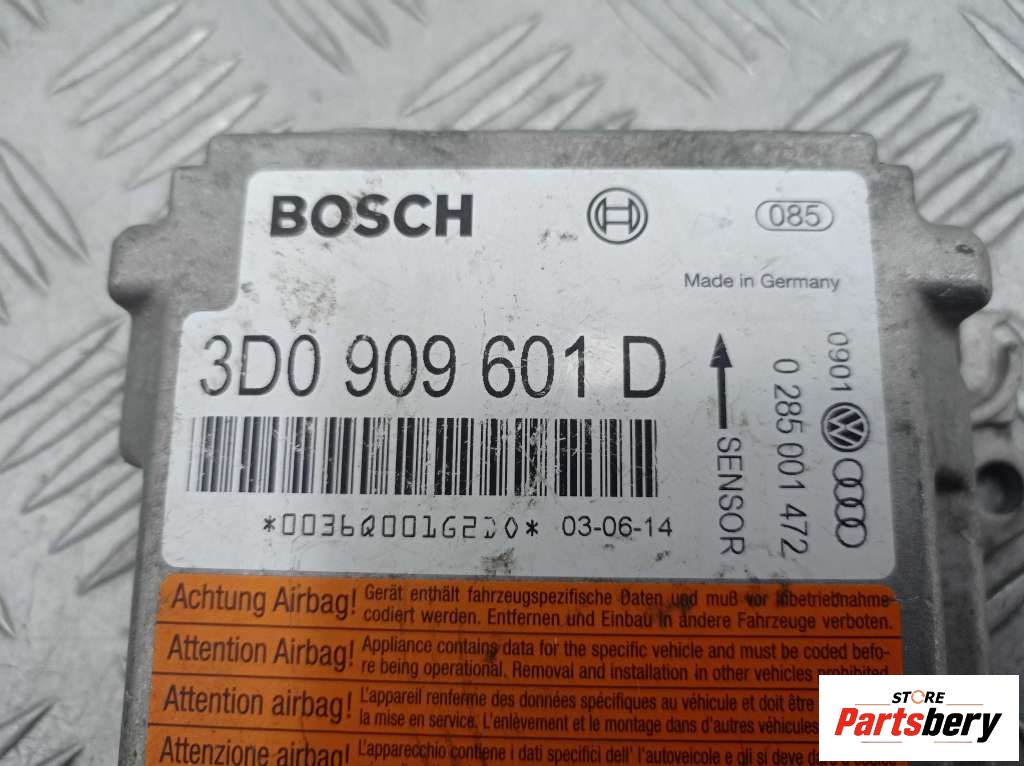 BOSCH
085
Made in Germany
3D0 909 601 D
SENSOR
0 285 001 472
0901
*0036Q001G2D0* 03-06-14
Achtung Airbag! Gerät enthält fahrzeugspezifische Daten und muß vor Inbetriebnahme
codiert werden. Entfernen und Einbau in andere Fahrzeuge verboten.
Attention Airbag! Appliance contains data for the specific vehicle and must be coded befo-
re being operational. Removal and installation in other vehicles prohibited
Attention airbag! L'appareil renferme des données spécifiques au véhicule et doit être
la mise en service. L'enlèvement et le montage dans d'autres véhicules
Attenzione airbag! L'apparecchio contiene i dati specifici dell' l'autoveicolo e gli si deve
STORE
Partsbery